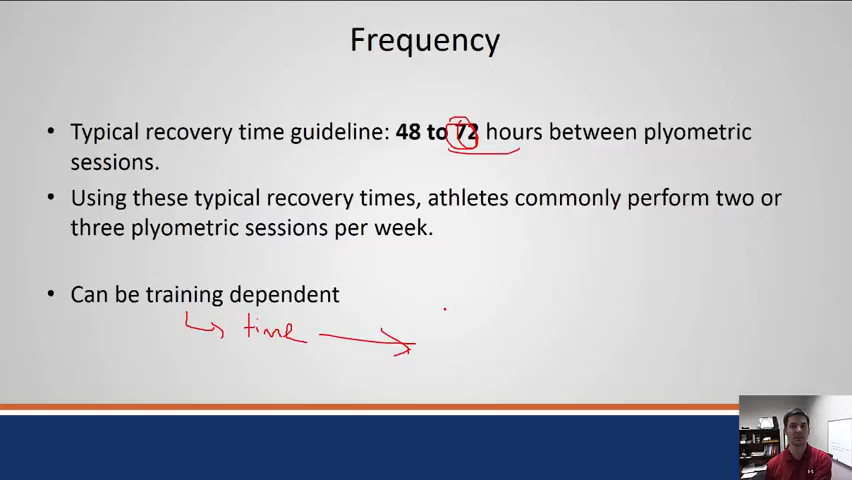 Frequency
• Typical recovery time guideline: 48 to 72 hours between plyometric
sessions.
• Using these typical recovery times, athletes commonly perform two or
three plyometric sessions per week.
• Can be training dependent
time